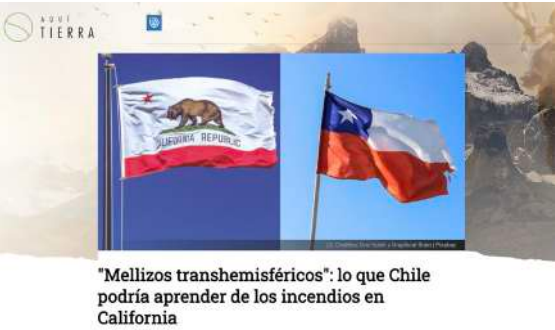 AQUÍ
TIERRA
CALIFORNIA REPUBLIC
"Mellizos transhemisféricos": lo que Chile
podría aprender de los incendios en
California